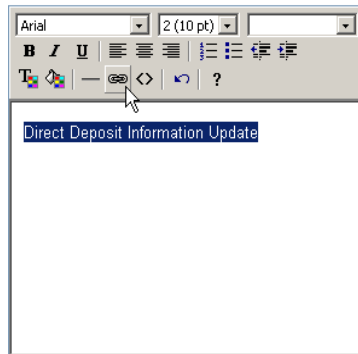 Arial 2 (10 pt)
B I U
T — <> ?
Direct Deposit Information Update